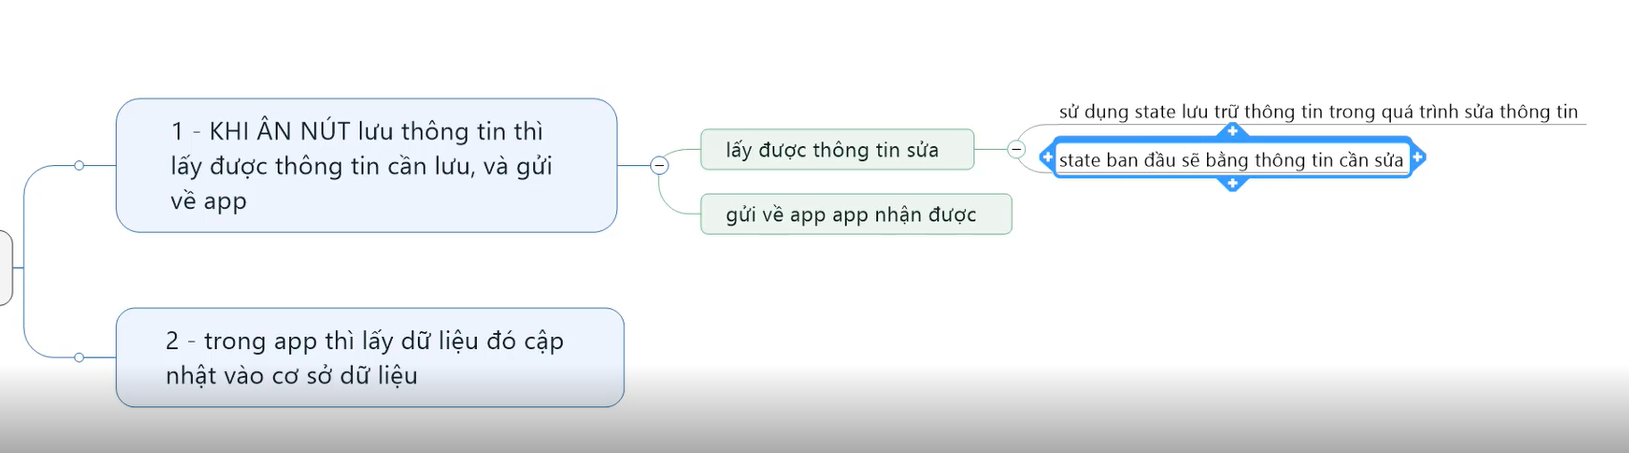 1 - KHI ÂN NÚT lưu thông tin thì
lấy được thông tin cần lưu, và gửi
về app
lấy được thông tin sửa
sử dụng state lưu trữ thông tin trong quá trình sửa thông tin
state ban đầu sẽ bằng thông tin cần sửa
gửi về app app nhận được
2 - trong app thì lấy dữ liệu đó cập
nhật vào cơ sở dữ liệu